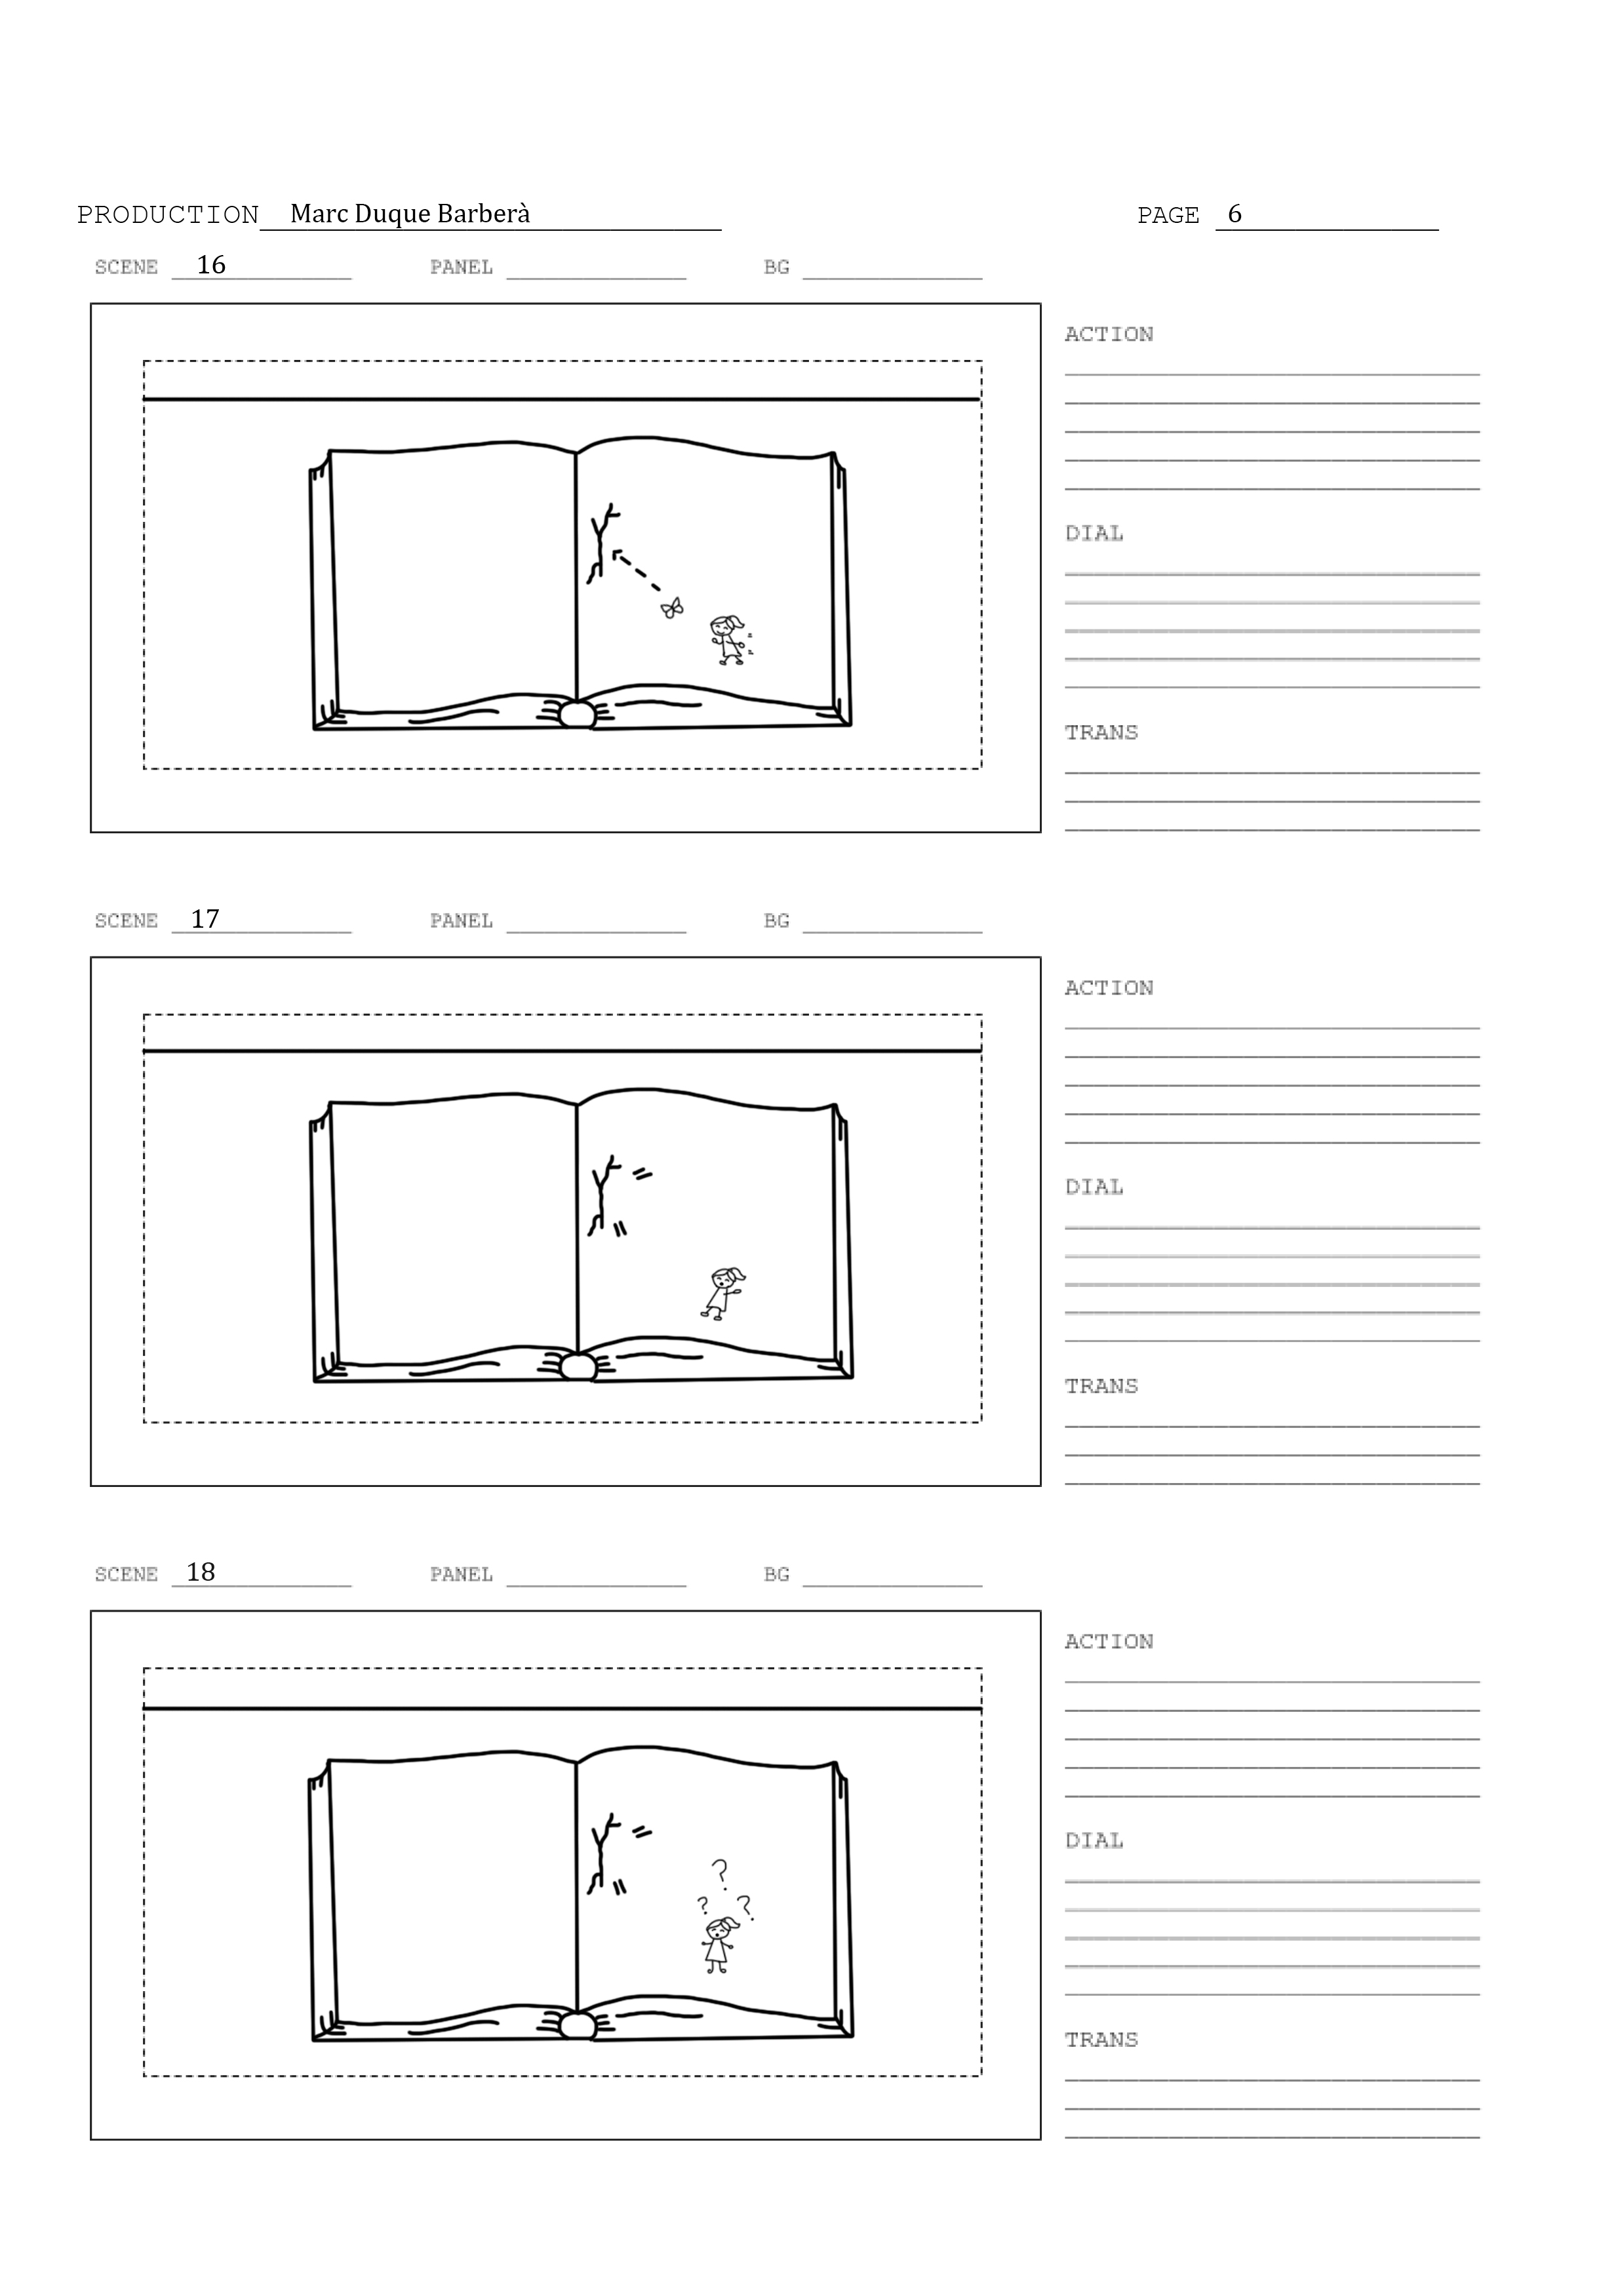 PRODUCTION Marc Duque Barberà PAGE 6
SCENE 16 PANEL BG
ACTION
DIAL
TRANS
SCENE 17 PANEL BG
ACTION
DIAL
TRANS
SCENE 18 PANEL BG
? ? ?
ACTION
DIAL
TRANS